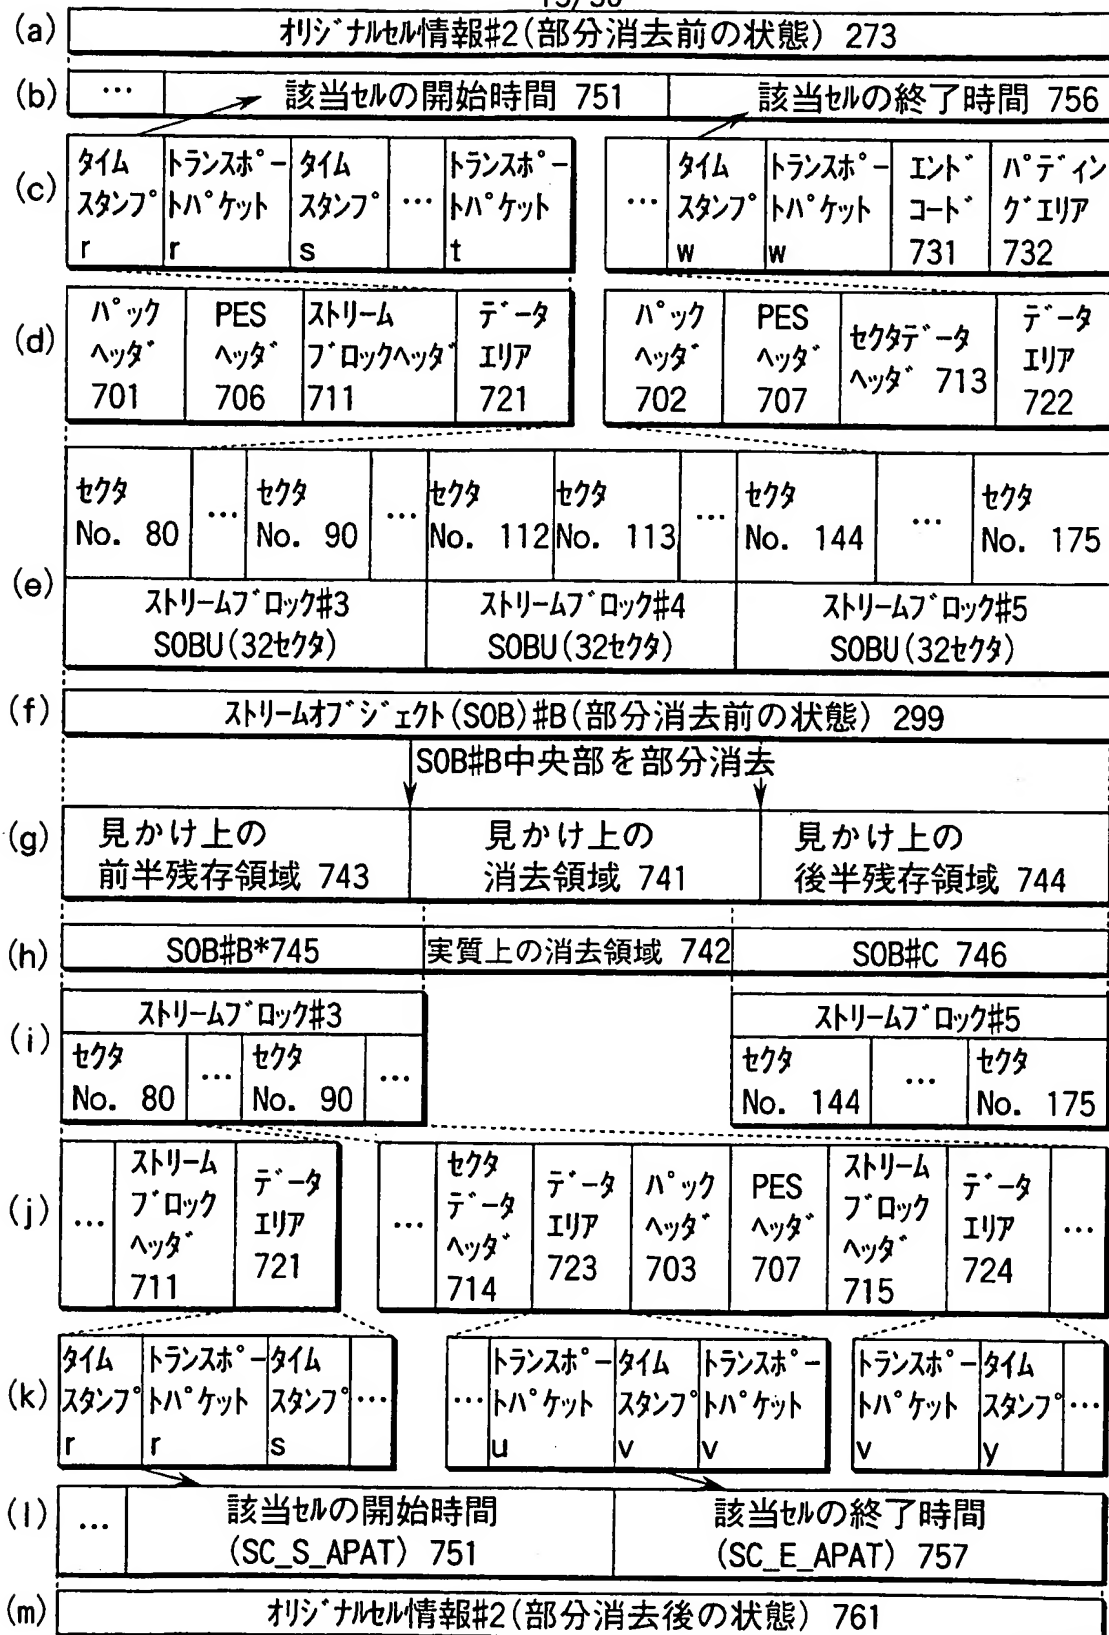 (a) オリジナルセル情報#2(部分消去前の状態) 273
(b) … 該当セルの開始時間 751 該当セルの終了時間 756
(c)
タイムスタンプ r
トランスポートパケット r
タイムスタンプ s
…
トランスポートパケット t
…
タイムスタンプ w
トランスポートパケット w
エンドコード 731
パディングエリア 732
(d)
パックヘッダ 701
PESヘッダ 706
ストリームブロックヘッダ 711
データエリア 721
パックヘッダ 702
PESヘッダ 707
セクタデータヘッダ 713
データエリア 722
(e)
セクタ No. 80
…
セクタ No. 90
…
セクタ No. 112
セクタ No. 113
…
セクタ No. 144
…
セクタ No. 175
ストリームブロック#3 SOBU(32セクタ)
ストリームブロック#4 SOBU(32セクタ)
ストリームブロック#5 SOBU(32セクタ)
(f) ストリームオブジェクト(SOB)#B(部分消去前の状態) 299
SOB#B中央部を部分消去
(g)
見かけ上の前半残存領域 743
見かけ上の消去領域 741
見かけ上の後半残存領域 744
(h) SOB#B*745 実質上の消去領域 742 SOB#C 746
(i)
ストリームブロック#3
セクタ No. 80
…
セクタ No. 90
…
ストリームブロック#5
セクタ No. 144
…
セクタ No. 175
(j)
…
ストリームブロックヘッダ 711
データエリア 721
…
セクタデータヘッダ 714
データエリア 723
パックヘッダ 703
PESヘッダ 707
ストリームブロックヘッダ 715
データエリア 724
…
(k)
タイムスタンプ r
トランスポートパケット r
タイムスタンプ s
…
…
トランスポートパケット u
タイムスタンプ v
トランスポートパケット v
トランスポートパケット v
タイムスタンプ y
…
(l)
…
該当セルの開始時間 (SC_S_APAT) 751
該当セルの終了時間 (SC_E_APAT) 757
(m) オリジナルセル情報#2(部分消去後の状態) 761